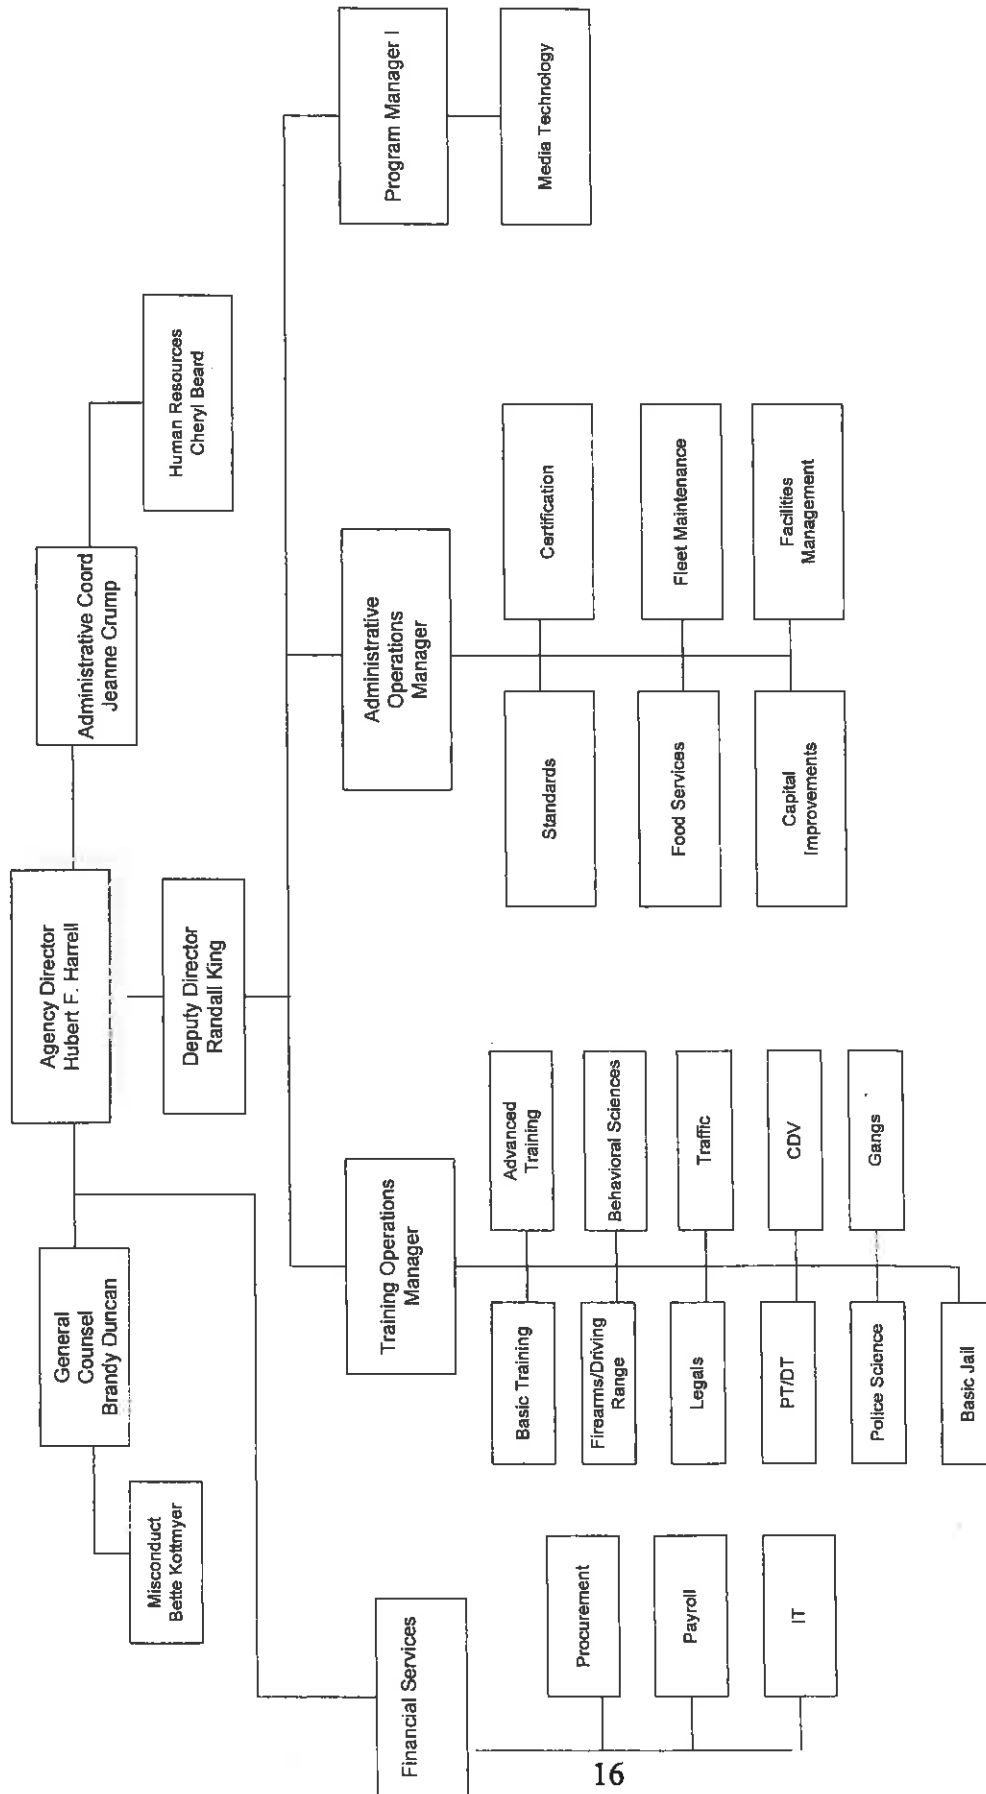 Agency Director
Hubert F. Harrell
Administrative Coord
Jeanne Crump
Human Resources
Cheryl Beard
General
Counsel
Brandy Duncan
Misconduct
Bette Kottmyer
Deputy Director
Randall King
Financial Services
Procurement
Payroll
IT
Training Operations
Manager
Basic Training
Advanced
Training
Firearms/Driving
Range
Behavioral Sciences
Legals
Traffic
PT/DT
CDV
Police Science
Gangs
Basic Jail
Administrative
Operations
Manager
Standards
Certification
Food Services
Fleet Maintenance
Capital
Improvements
Facilities
Management
Program Manager I
Media Technology
16